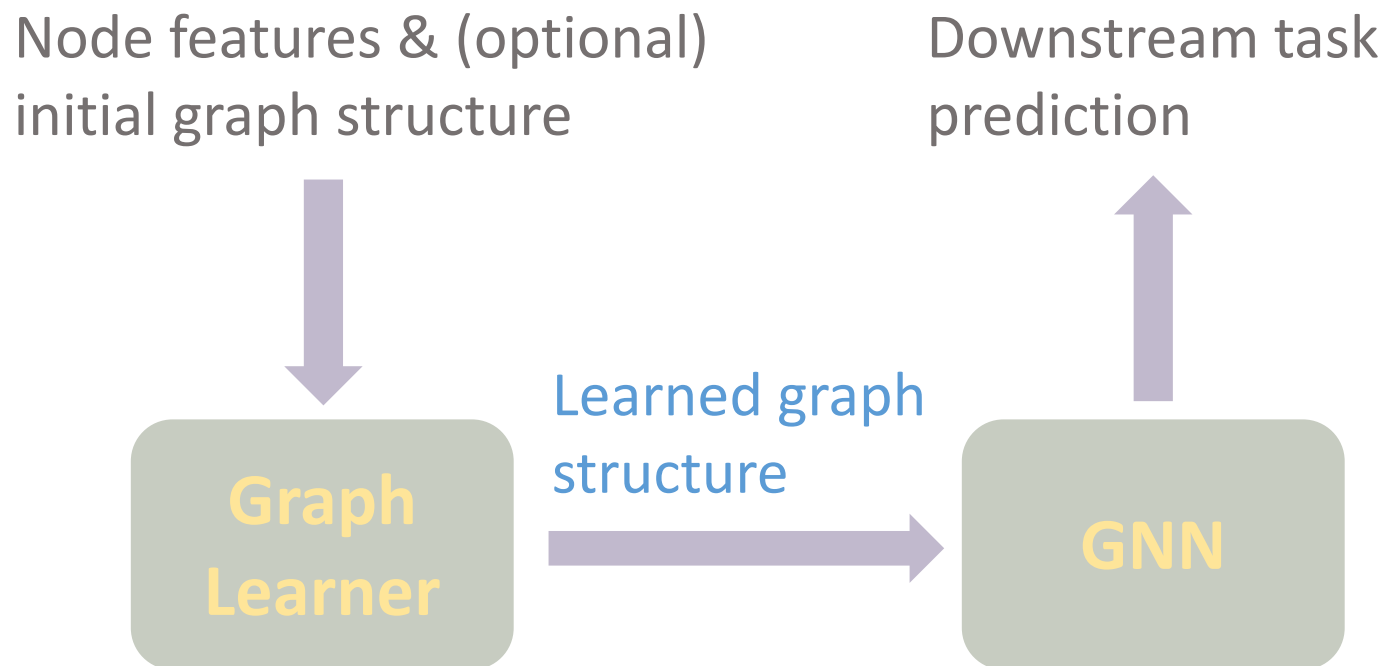 Node features & (optional)
initial graph structure
Downstream task
prediction
Learned graph
structure
Graph
Learner
GNN